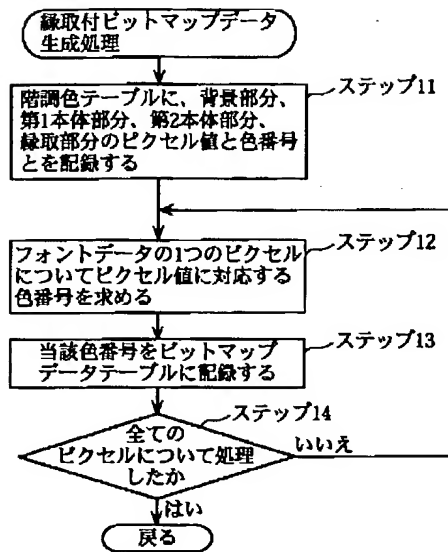 縁取付ビットマップデータ
生成処理
ステップ11
階調色テーブルに、背景部分、
第1本体部分、第2本体部分、
縁取部分のピクセル値と色番号
とを記録する
ステップ12
フォントデータの1つのピクセル
についてピクセル値に対応する
色番号を求める
ステップ13
当該色番号をビットマップ
データテーブルに記録する
ステップ14
全ての
ピクセルについて処理
したか
いいえ
はい
戻る